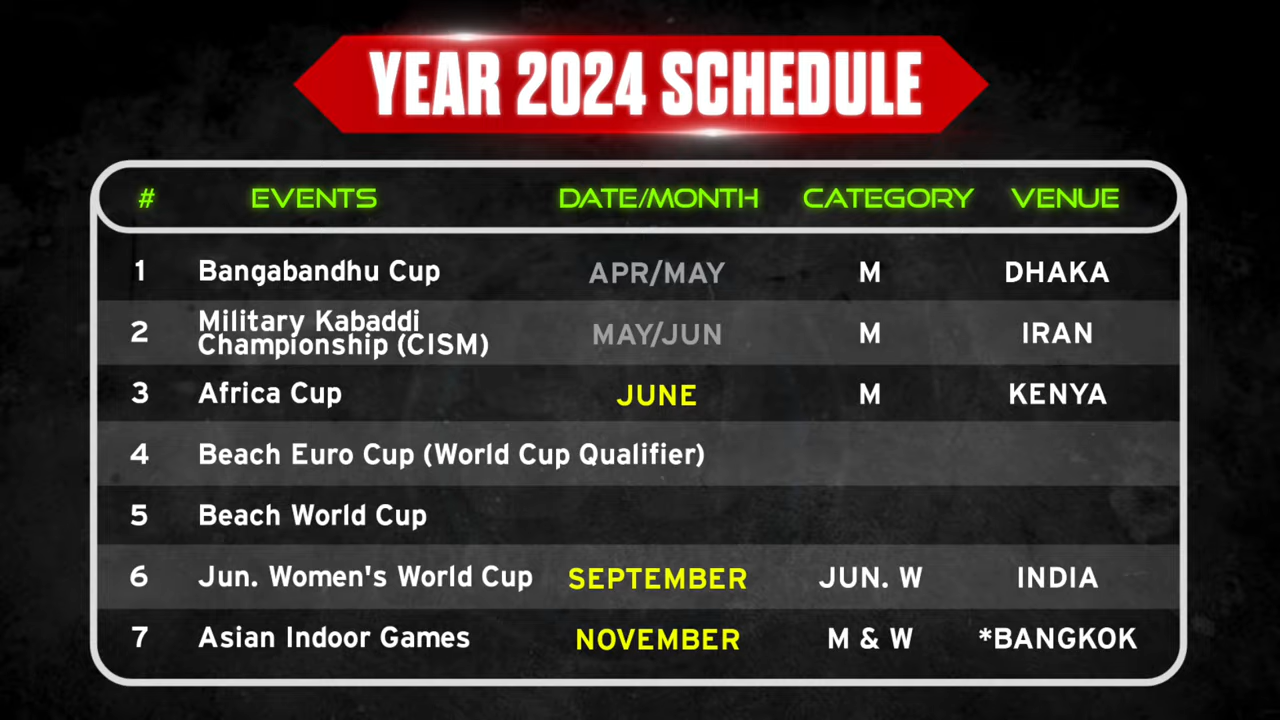 YEAR 2024 SCHEDULE
# EVENTS DATE/MONTH CATEGORY VENUE
1 Bangabandhu Cup APR/MAY M DHAKA
2 Military Kabaddi
Championship (CISM) MAY/JUN M IRAN
3 Africa Cup JUNE M KENYA
4 Beach Euro Cup (World Cup Qualifier)
5 Beach World Cup
6 Jun. Women's World Cup SEPTEMBER JUN. W INDIA
7 Asian Indoor Games NOVEMBER M & W *BANGKOK